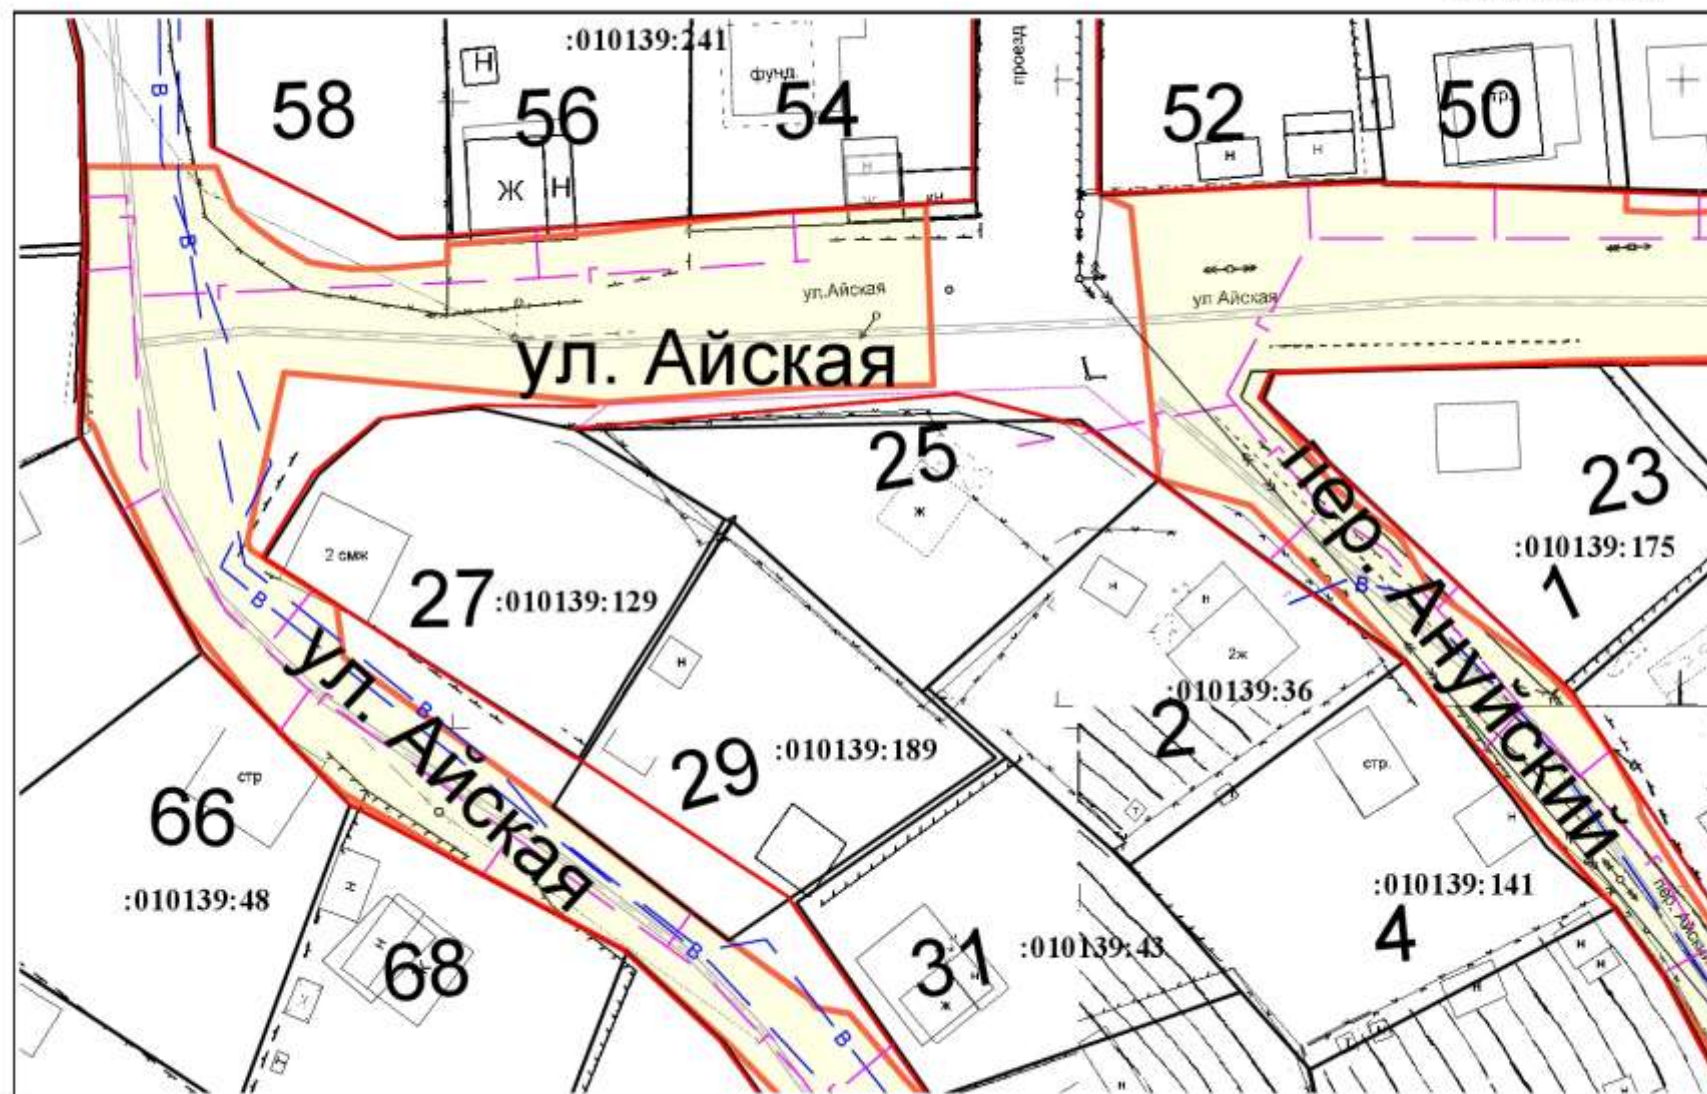 :010139:241
проезд
58
Н
56
фунд.
54
52
50
тр.
В
Н
Н
Ж
Н
Н
Ж
КН
В
ул.Айская
ул.Айская
ул. Айская
25
ж
23
:010139:175
1
пер. Ануйский
2 смж
27
:010139:129
В
Н
Н
2ж
:010139:36
2
В
В
ул. Айская
Н
29
:010139:189
стр
66
:010139:48
стр.
Н
4
:010139:141
Н
Н
68
31
:010139:43
Н
Ж
В
В
Н
Н
Н
Н